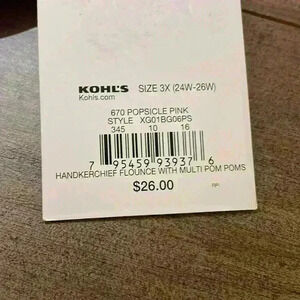 KOHL'S SIZE 3X (24W-26W)
Kohls.com
670 POPSICLE PINK
STYLE XG01BG06PS
345 10 16
7 95459 93937 6
HANDKERCHIEF FLOUNCE WITH MULTI POM POMS
$26.00